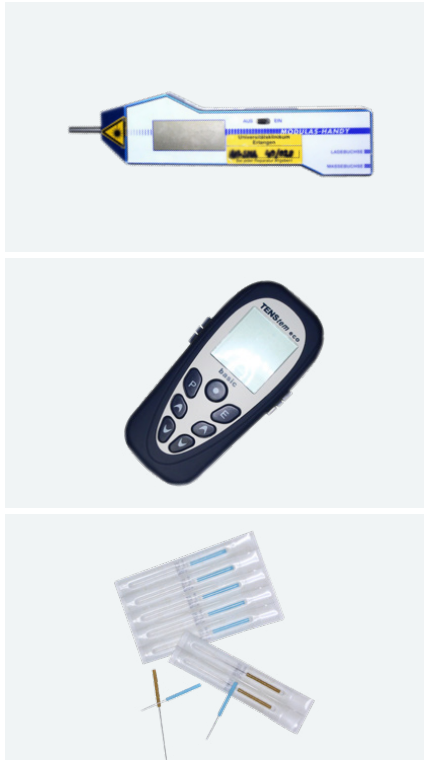 AUS EIN
MODULAS-HANDY
Universitätsklinikum
Erlangen
LADEBUCHSE
MASSEBUCHSE
TENStem eco
basic
P
E